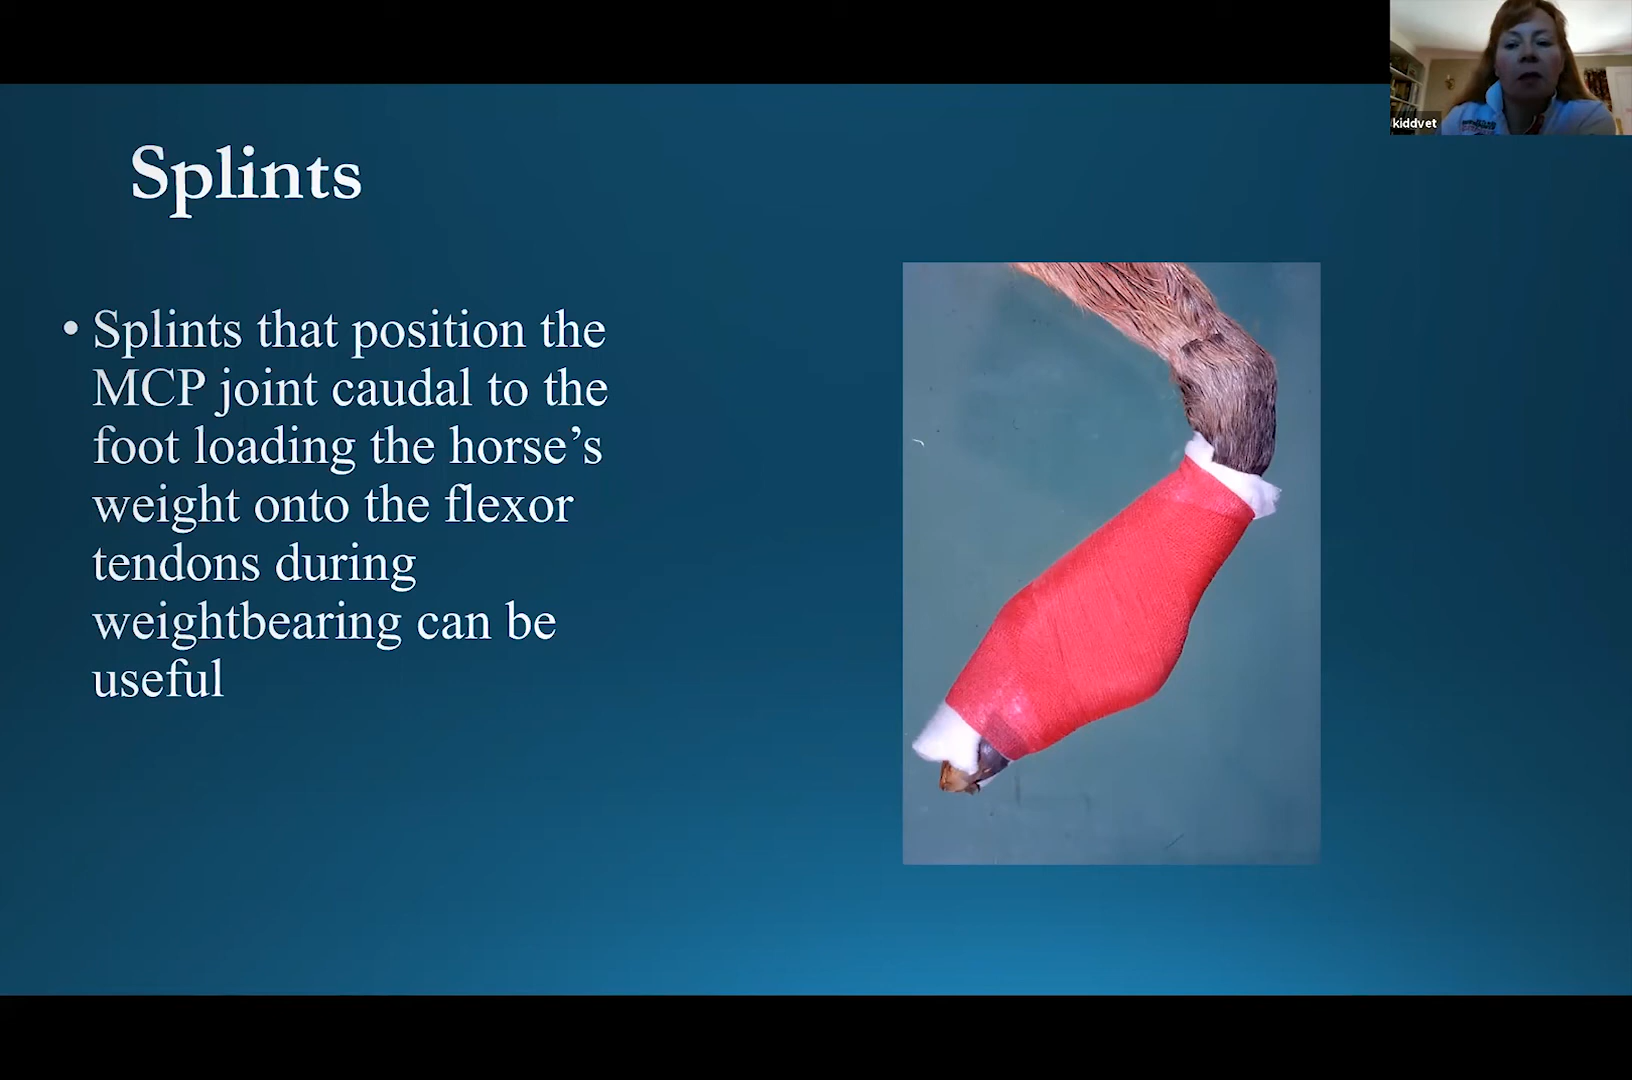 kiddvet
Splints
• Splints that position the
MCP joint caudal to the
foot loading the horse’s
weight onto the flexor
tendons during
weightbearing can be
useful